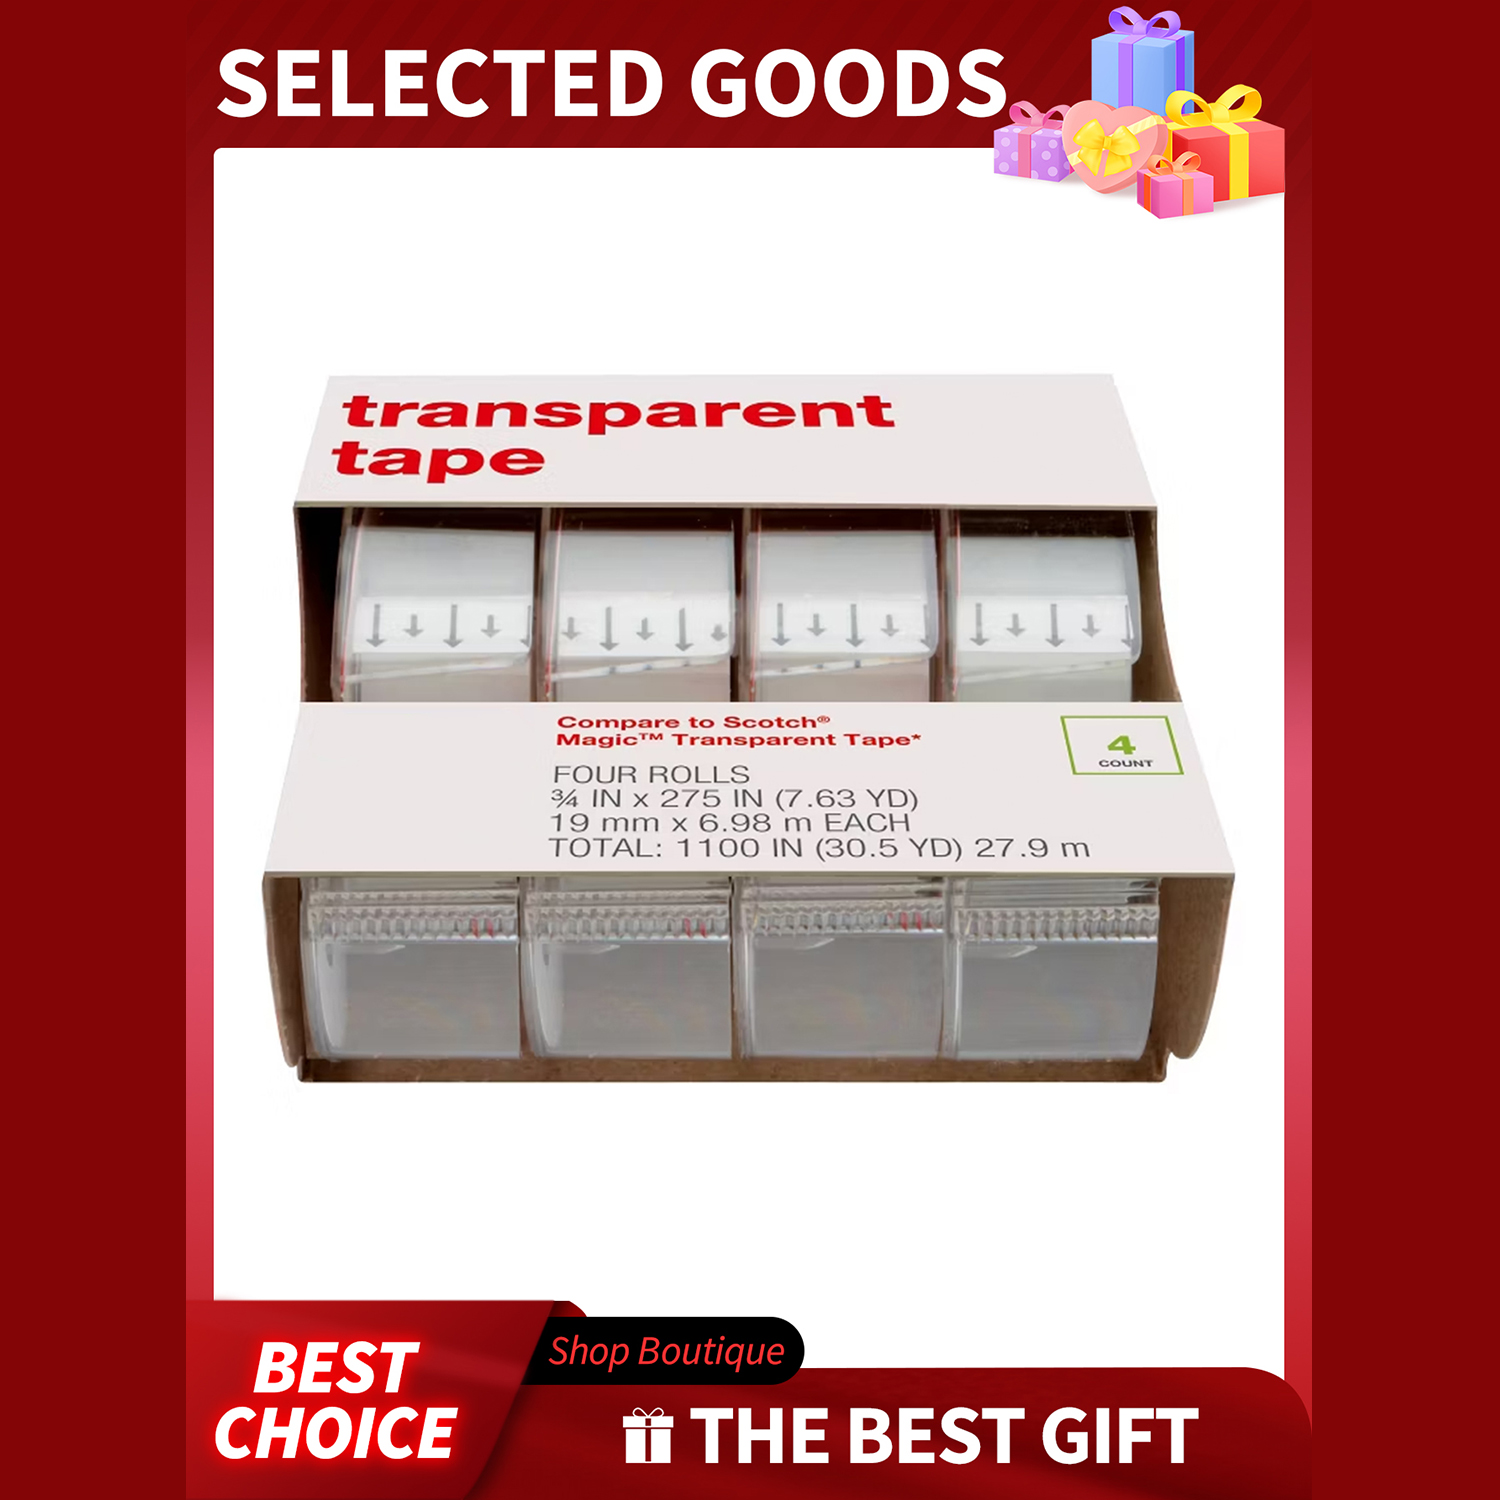 SELECTED GOODS
transparent
tape
Compare to Scotch®
Magic™ Transparent Tape*
4
COUNT
FOUR ROLLS
¾ IN x 275 IN (7.63 YD)
19 mm x 6.98 m EACH
TOTAL: 1100 IN (30.5 YD) 27.9 m
Shop Boutique
BEST
CHOICE
THE BEST GIFT